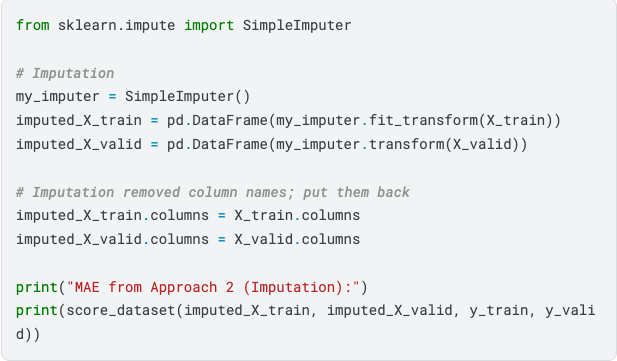 from sklearn.impute import SimpleImputer

# Imputation
my_imputer = SimpleImputer()
imputed_X_train = pd.DataFrame(my_imputer.fit_transform(X_train))
imputed_X_valid = pd.DataFrame(my_imputer.transform(X_valid))

# Imputation removed column names; put them back
imputed_X_train.columns = X_train.columns
imputed_X_valid.columns = X_valid.columns

print("MAE from Approach 2 (Imputation):")
print(score_dataset(imputed_X_train, imputed_X_valid, y_train, y_vali
d))